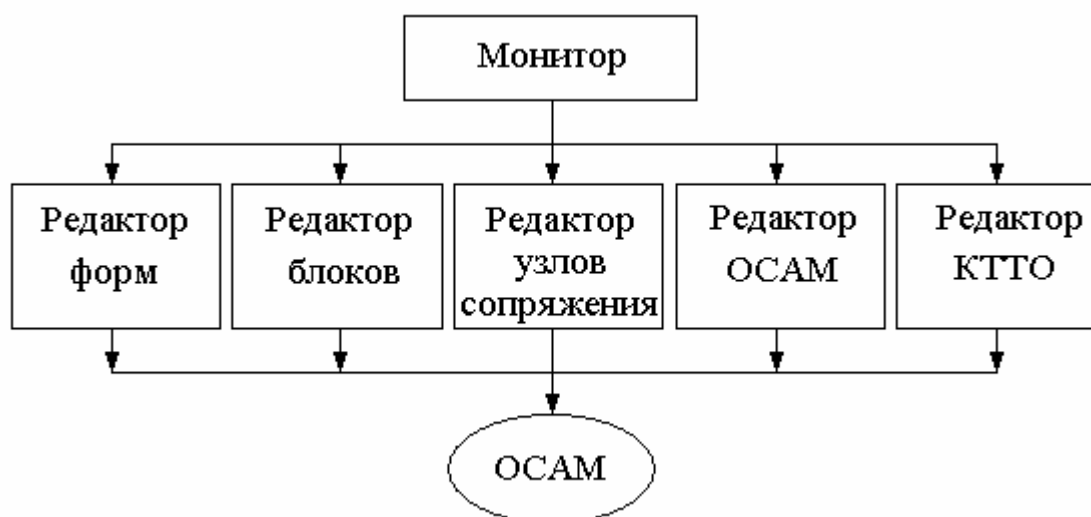 Монитор
Редактор
форм
Редактор
блоков
Редактор
узлов
сопряжения
Редактор
ОСАМ
Редактор
КТТО
ОСАМ